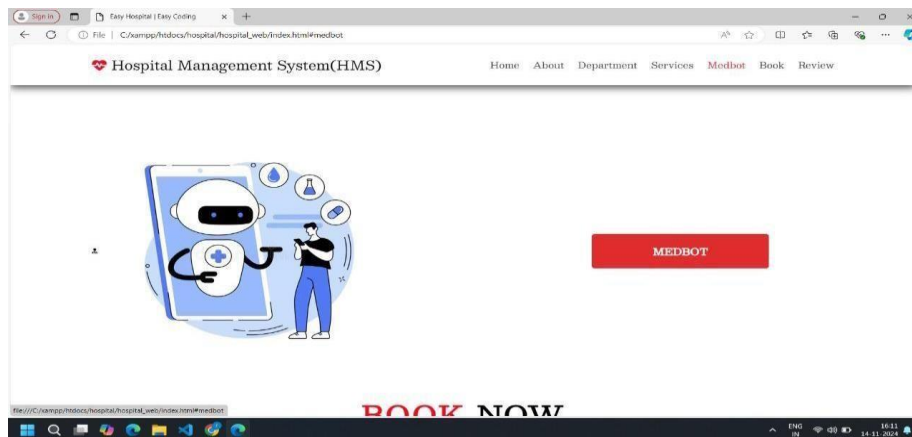 Sign in
Easy Hospital | Easy Coding
File | C:/xampp/htdocs/hospital/hospital_web/index.html#medbot
Hospital Management System(HMS)
Home About Department Services Medbot Book Review
MEDBOT
BOOK NOW
file:///C:/xampp/htdocs/hospital/hospital_web/index.html#medbot
ENG
IN
16:11
14-11-2024